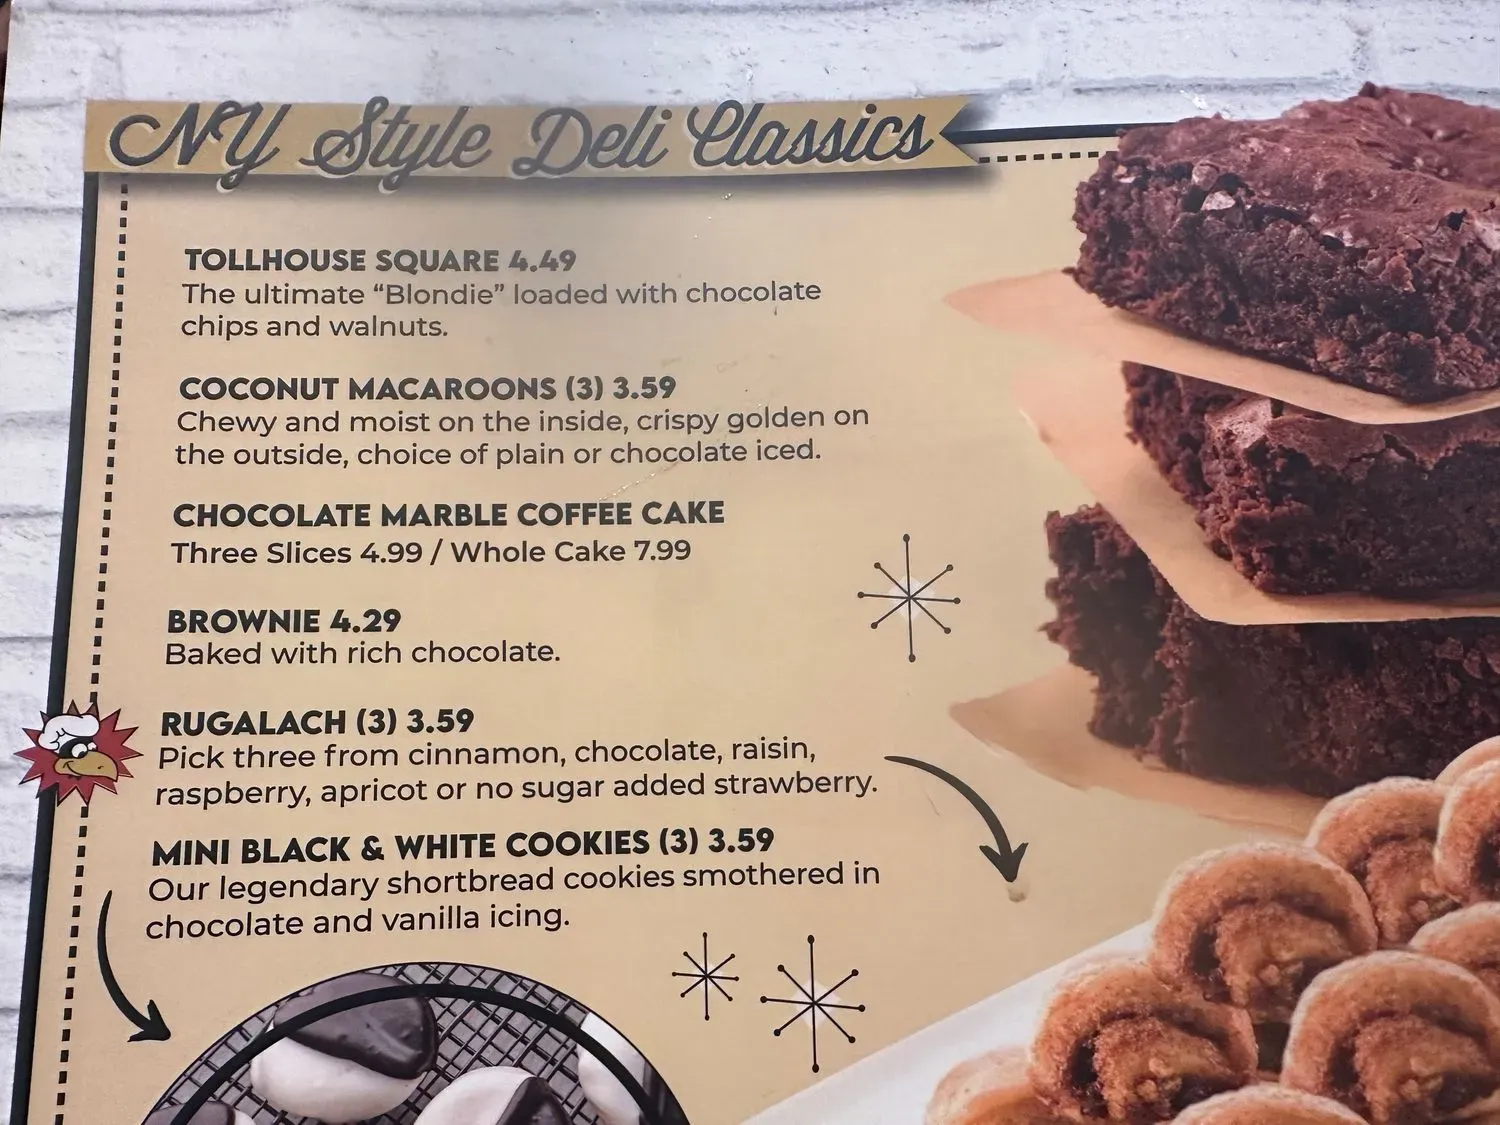 NY Style Deli Classics
TOLLHOUSE SQUARE 4.49
The ultimate “Blondie” loaded with chocolate
chips and walnuts.
COCONUT MACAROONS (3) 3.59
Chewy and moist on the inside, crispy golden on
the outside, choice of plain or chocolate iced.
CHOCOLATE MARBLE COFFEE CAKE
Three Slices 4.99 / Whole Cake 7.99
BROWNIE 4.29
Baked with rich chocolate.
RUGALACH (3) 3.59
Pick three from cinnamon, chocolate, raisin,
raspberry, apricot or no sugar added strawberry.
MINI BLACK & WHITE COOKIES (3) 3.59
Our legendary shortbread cookies smothered in
chocolate and vanilla icing.